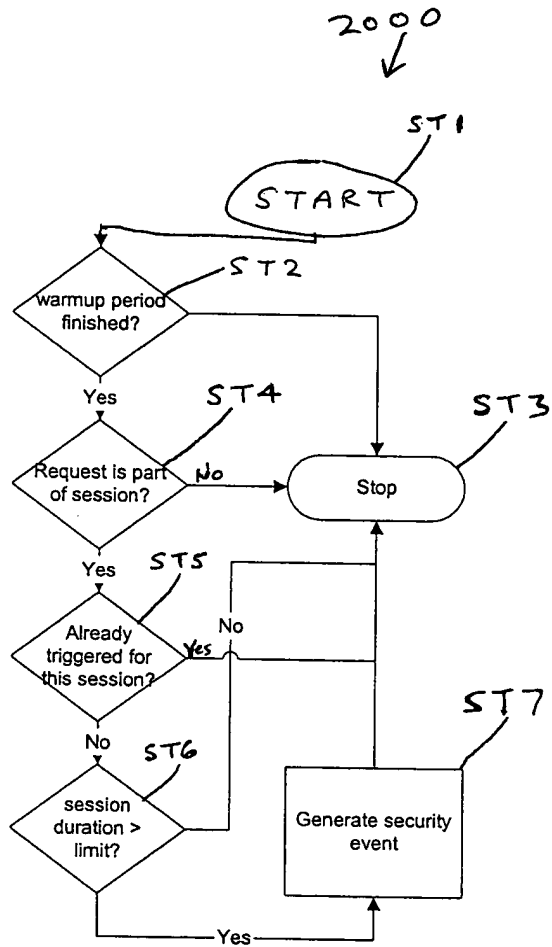 2000
ST1
START
ST2
warmup period
finished?
Yes
ST4
ST3
Request is part
of session?
No
Stop
Yes
ST5
Already
triggered for
this session?
Yes
No
No
ST6
ST7
session
duration >
limit?
Generate security
event
Yes